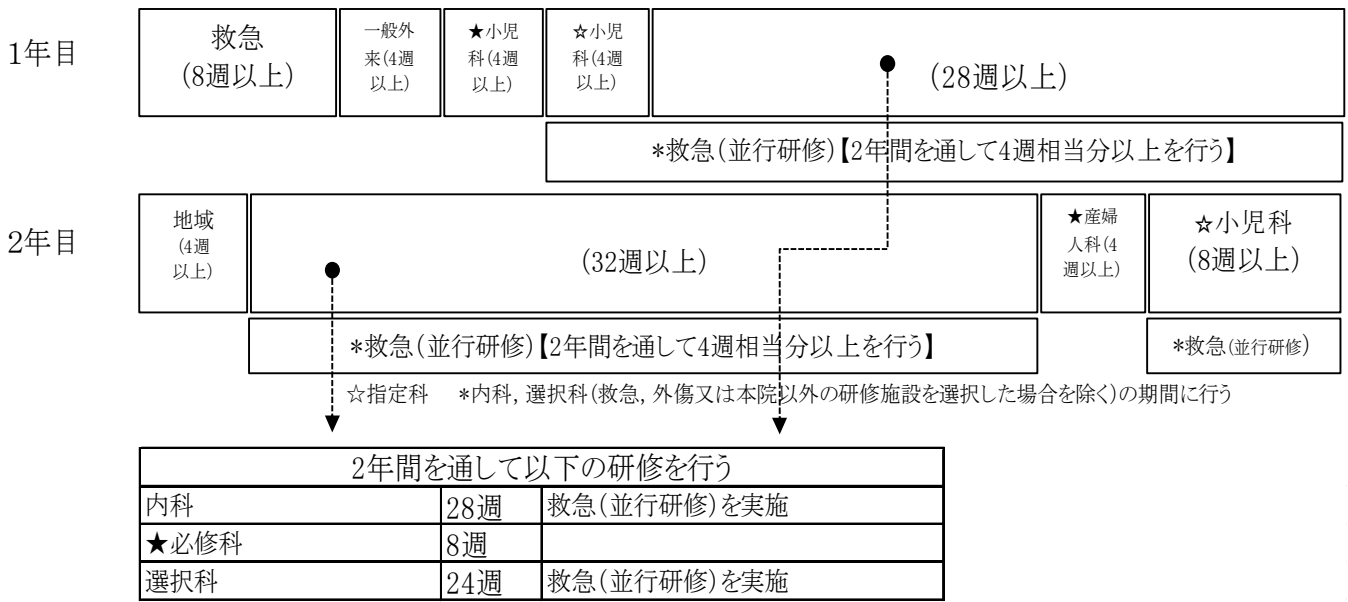 1年目
救急
(8週以上)
一般外
来(4週
以上)
★小児
科(4週
以上)
☆小児
科(4週
以上)
(28週以上)
*救急(並行研修)【2年間を通して4週相当分以上を行う】
2年目
地域
(4週
以上)
(32週以上)
★産婦
人科(4
週以上)
☆小児科
(8週以上)
*救急(並行研修)【2年間を通して4週相当分以上を行う】
*救急(並行研修)
☆指定科 *内科,選択科(救急,外傷又は本院以外の研修施設を選択した場合を除く)の期間に行う
2年間を通して以下の研修を行う
内科 28週 救急(並行研修)を実施
★必修科 8週
選択科 24週 救急(並行研修)を実施